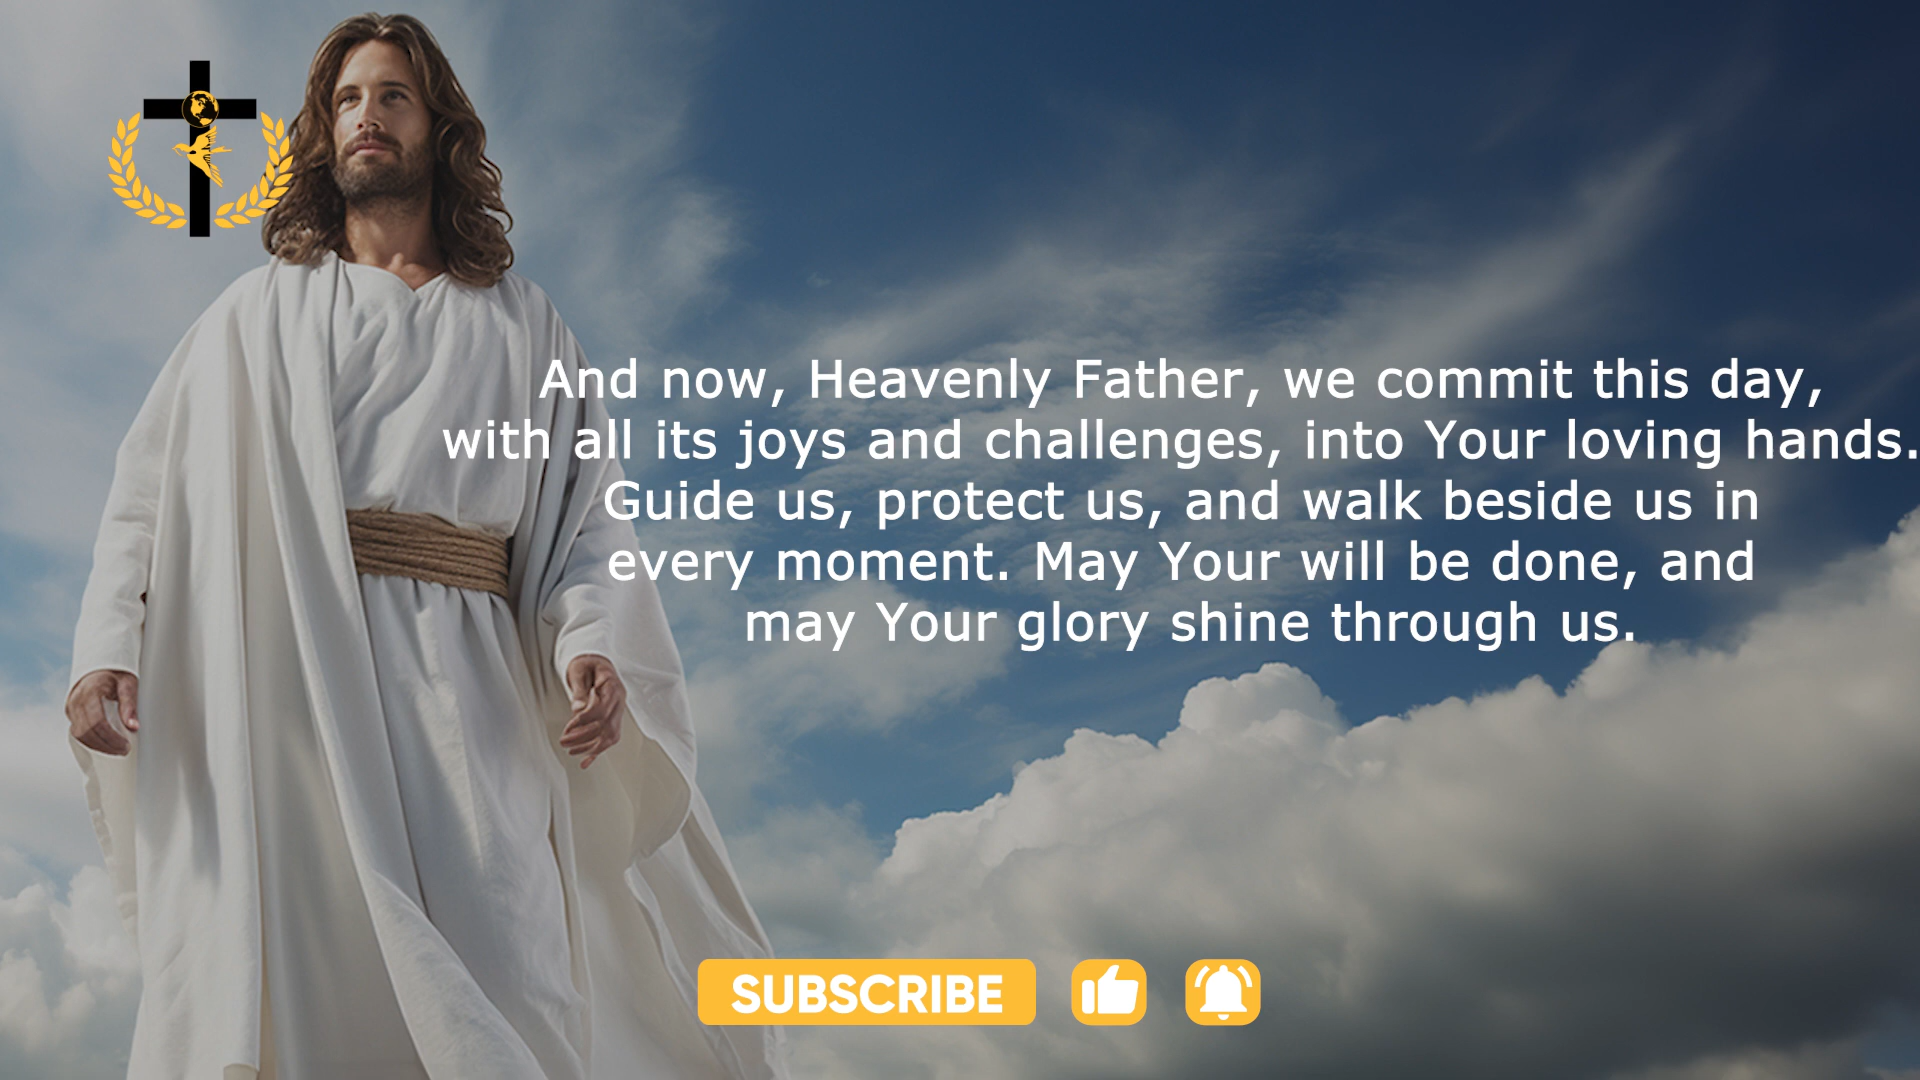 And now, Heavenly Father, we commit this day,
with all its joys and challenges, into Your loving hands.
Guide us, protect us, and walk beside us in
every moment. May Your will be done, and
may Your glory shine through us.
SUBSCRIBE